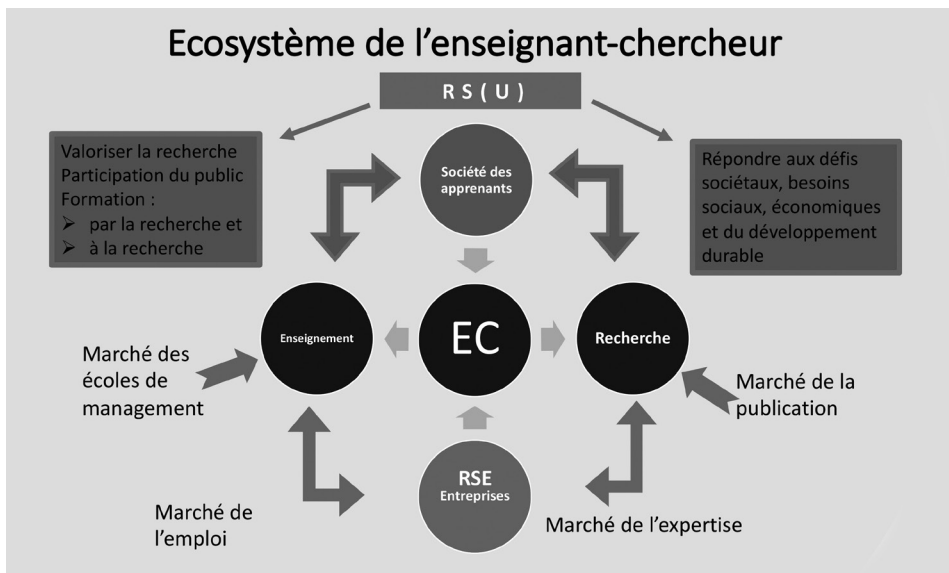 Ecosystème de l’enseignant-chercheur
R S ( U )
Valoriser la recherche
Participation du public
Formation :
➢ par la recherche et
➢ à la recherche
Société des
apprenants
Répondre aux défis
sociétaux, besoins
sociaux, économiques
et du développement
durable
Enseignement
EC
Recherche
Marché des
écoles de
management
Marché de la
publication
RSE
Entreprises
Marché de
l’emploi
Marché de l’expertise